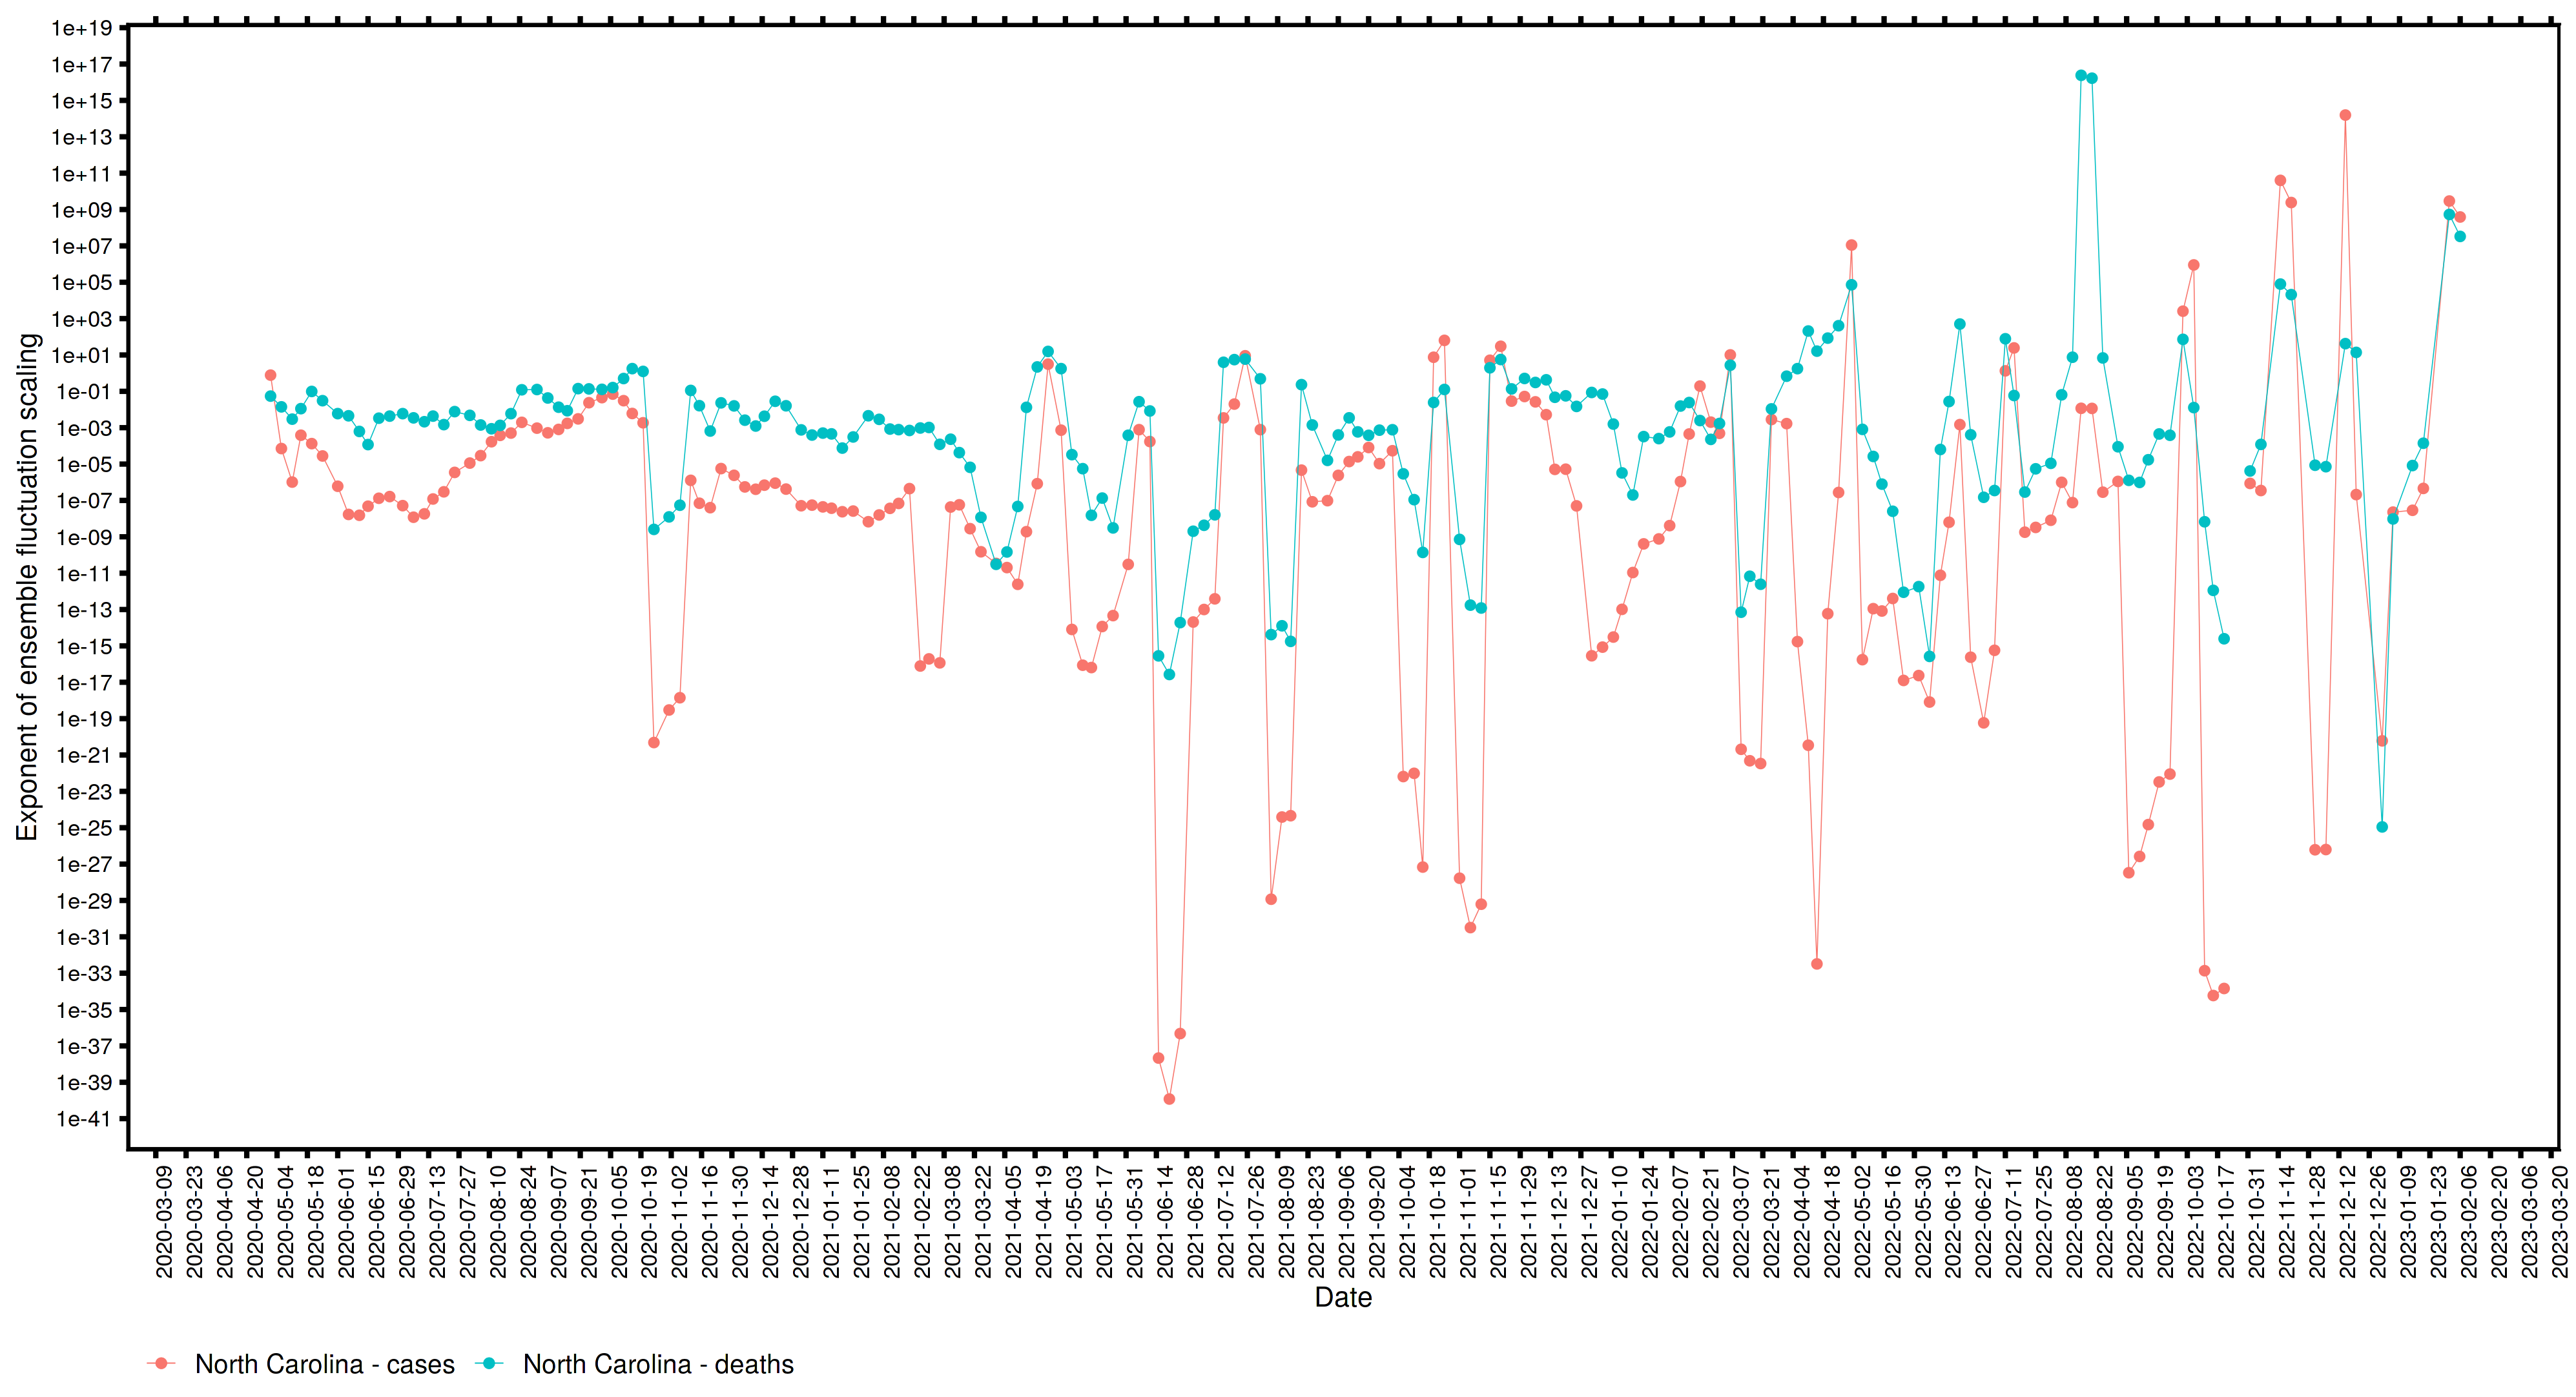 Exponent of ensemble fluctuation scaling
1e+19
1e+17
1e+15
1e+13
1e+11
1e+09
1e+07
1e+05
1e+03
1e+01
1e-01
1e-03
1e-05
1e-07
1e-09
1e-11
1e-13
1e-15
1e-17
1e-19
1e-21
1e-23
1e-25
1e-27
1e-29
1e-31
1e-33
1e-35
1e-37
1e-39
1e-41
2020-03-09
2020-03-23
2020-04-06
2020-04-20
2020-05-04
2020-05-18
2020-06-01
2020-06-15
2020-06-29
2020-07-13
2020-07-27
2020-08-10
2020-08-24
2020-09-07
2020-09-21
2020-10-05
2020-10-19
2020-11-02
2020-11-16
2020-11-30
2020-12-14
2020-12-28
2021-01-11
2021-01-25
2021-02-08
2021-02-22
2021-03-08
2021-03-22
2021-04-05
2021-04-19
2021-05-03
2021-05-17
2021-05-31
2021-06-14
2021-06-28
2021-07-12
2021-07-26
2021-08-09
2021-08-23
2021-09-06
2021-09-20
2021-10-04
2021-10-18
2021-11-01
2021-11-15
2021-11-29
2021-12-13
2021-12-27
2022-01-10
2022-01-24
2022-02-07
2022-02-21
2022-03-07
2022-03-21
2022-04-04
2022-04-18
2022-05-02
2022-05-16
2022-05-30
2022-06-13
2022-06-27
2022-07-11
2022-07-25
2022-08-08
2022-08-22
2022-09-05
2022-09-19
2022-10-03
2022-10-17
2022-10-31
2022-11-14
2022-11-28
2022-12-12
2022-12-26
2023-01-09
2023-01-23
2023-02-06
2023-02-20
2023-03-06
2023-03-20
Date
North Carolina - cases
North Carolina - deaths